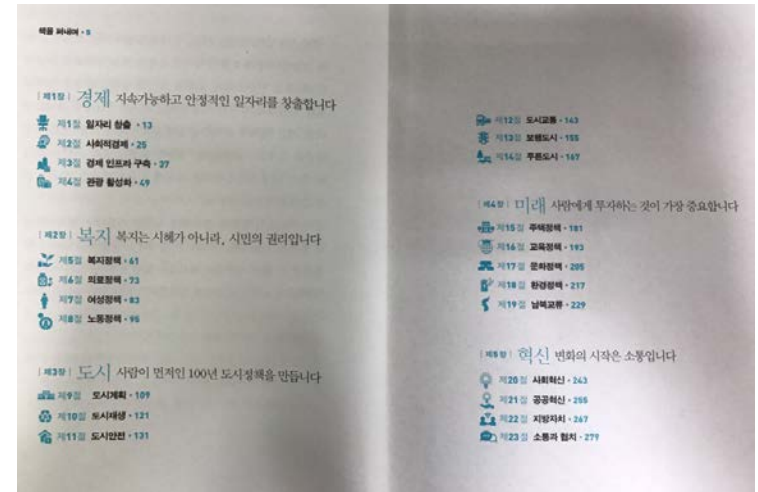 책을 펴내며 • 5
| 제1장 | 경제 지속가능하고 안정적인 일자리를 창출합니다
제1절 일자리 창출 • 13
제2절 사회적경제 • 25
제3절 경제 인프라 구축 • 37
제4절 관광 활성화 • 49
| 제2장 | 복지 복지는 시혜가 아니라, 시민의 권리입니다
제5절 복지정책 • 61
제6절 의료정책 • 73
제7절 여성정책 • 83
제8절 노동정책 • 95
| 제3장 | 도시 사람이 먼저인 100년 도시정책을 만듭니다
제9절 도시계획 • 109
제10절 도시재생 • 121
제11절 도시안전 • 131
제12절 도시교통 • 143
제13절 보행도시 • 155
제14절 푸른도시 • 167
| 제4장 | 미래 사람에게 투자하는 것이 가장 중요합니다
제15절 주택정책 • 181
제16절 교육정책 • 193
제17절 문화정책 • 205
제18절 환경정책 • 217
제19절 남북교류 • 229
| 제5장 | 혁신 변화의 시작은 소통입니다
제20절 사회혁신 • 243
제21절 공공혁신 • 255
제22절 지방자치 • 267
제23절 소통과 협치 • 279